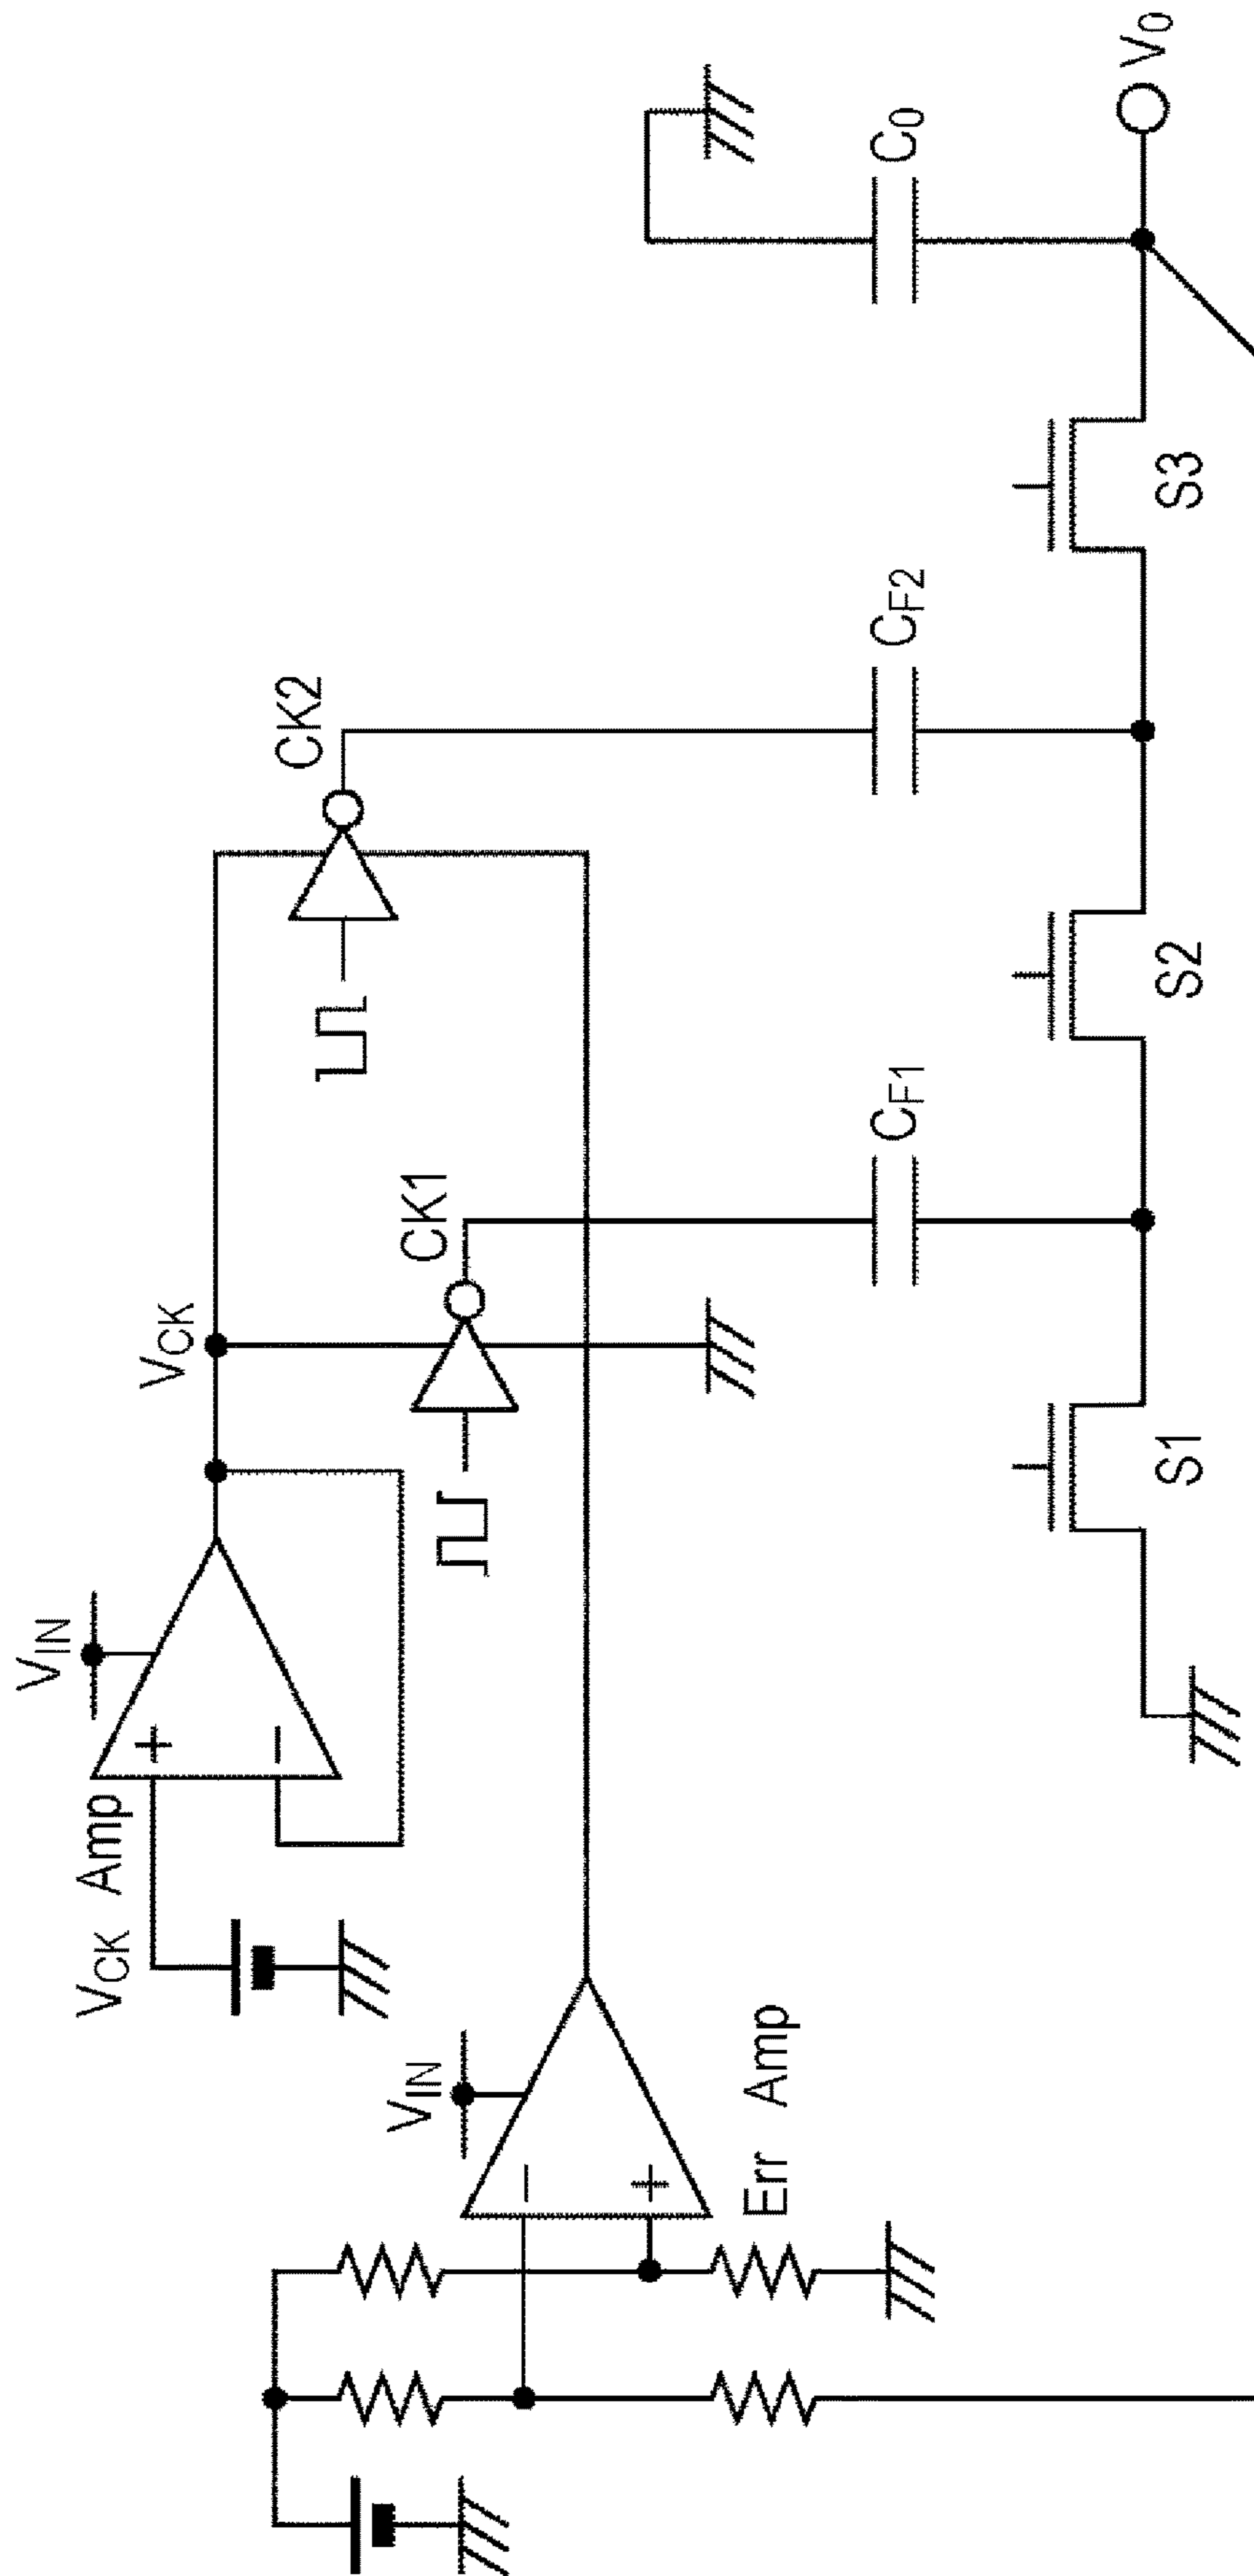 VIN
VCK Amp
VCK
CK2
VIN
CK1
Err Amp
CF1
CF2
C0
S1
S2
S3
V0
+
−
−
+